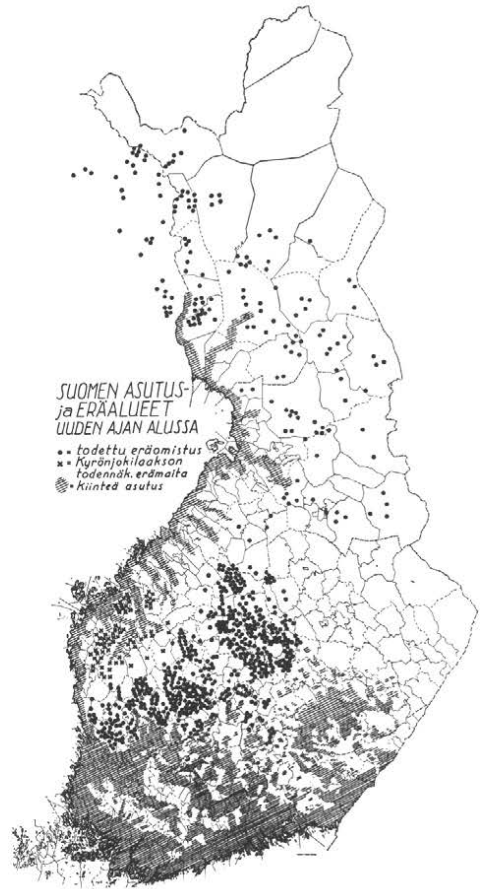 SUOMEN ASUTUS-
ja ERÄALUEET
UUDEN AJAN ALUSSA
todettu eräomistus
Kyrönjokilaakson
todennäk. erämaita
Kiinteä asutus